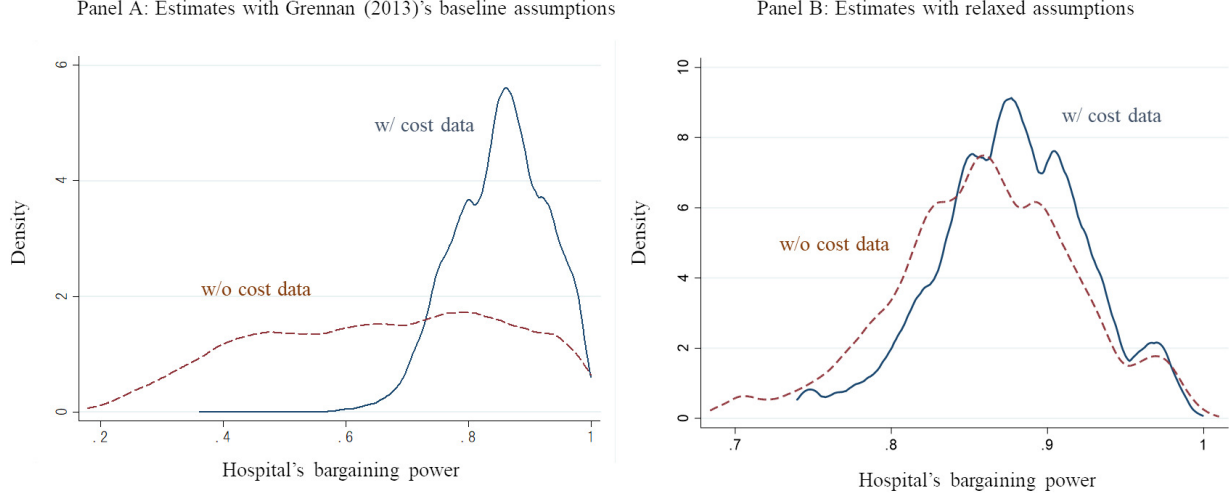 Panel A: Estimates with Grennan (2013)'s baseline assumptions
6
4
2
0
Density
w/ cost data
w/o cost data
.2
.4
.6
.8
1
Hospital's bargaining power
Panel B: Estimates with relaxed assumptions
10
8
6
4
2
0
Density
w/ cost data
w/o cost data
.7
.8
.9
1
Hospital's bargaining power